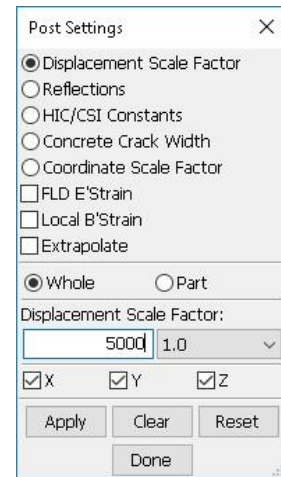 Post Settings
Displacement Scale Factor
Reflections
HIC/CSI Constants
Concrete Crack Width
Coordinate Scale Factor
FLD E'Strain
Local B'Strain
Extrapolate
Whole Part
Displacement Scale Factor:
5000 1.0
X Y Z
Apply Clear Reset
Done